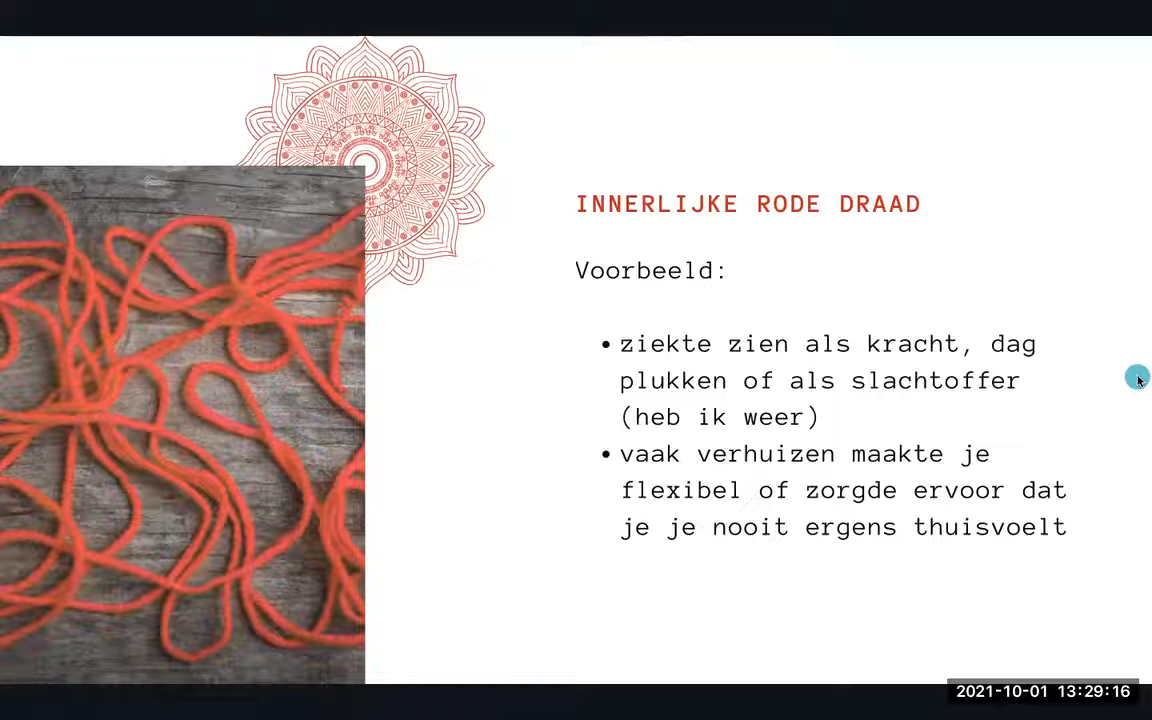 INNERLIJKE RODE DRAAD
Voorbeeld:
• ziekte zien als kracht, dag
plukken of als slachtoffer
(heb ik weer)
• vaak verhuizen maakte je
flexibel of zorgde ervoor dat
je je nooit ergens thuisvoelt
2021-10-01 13:29:16